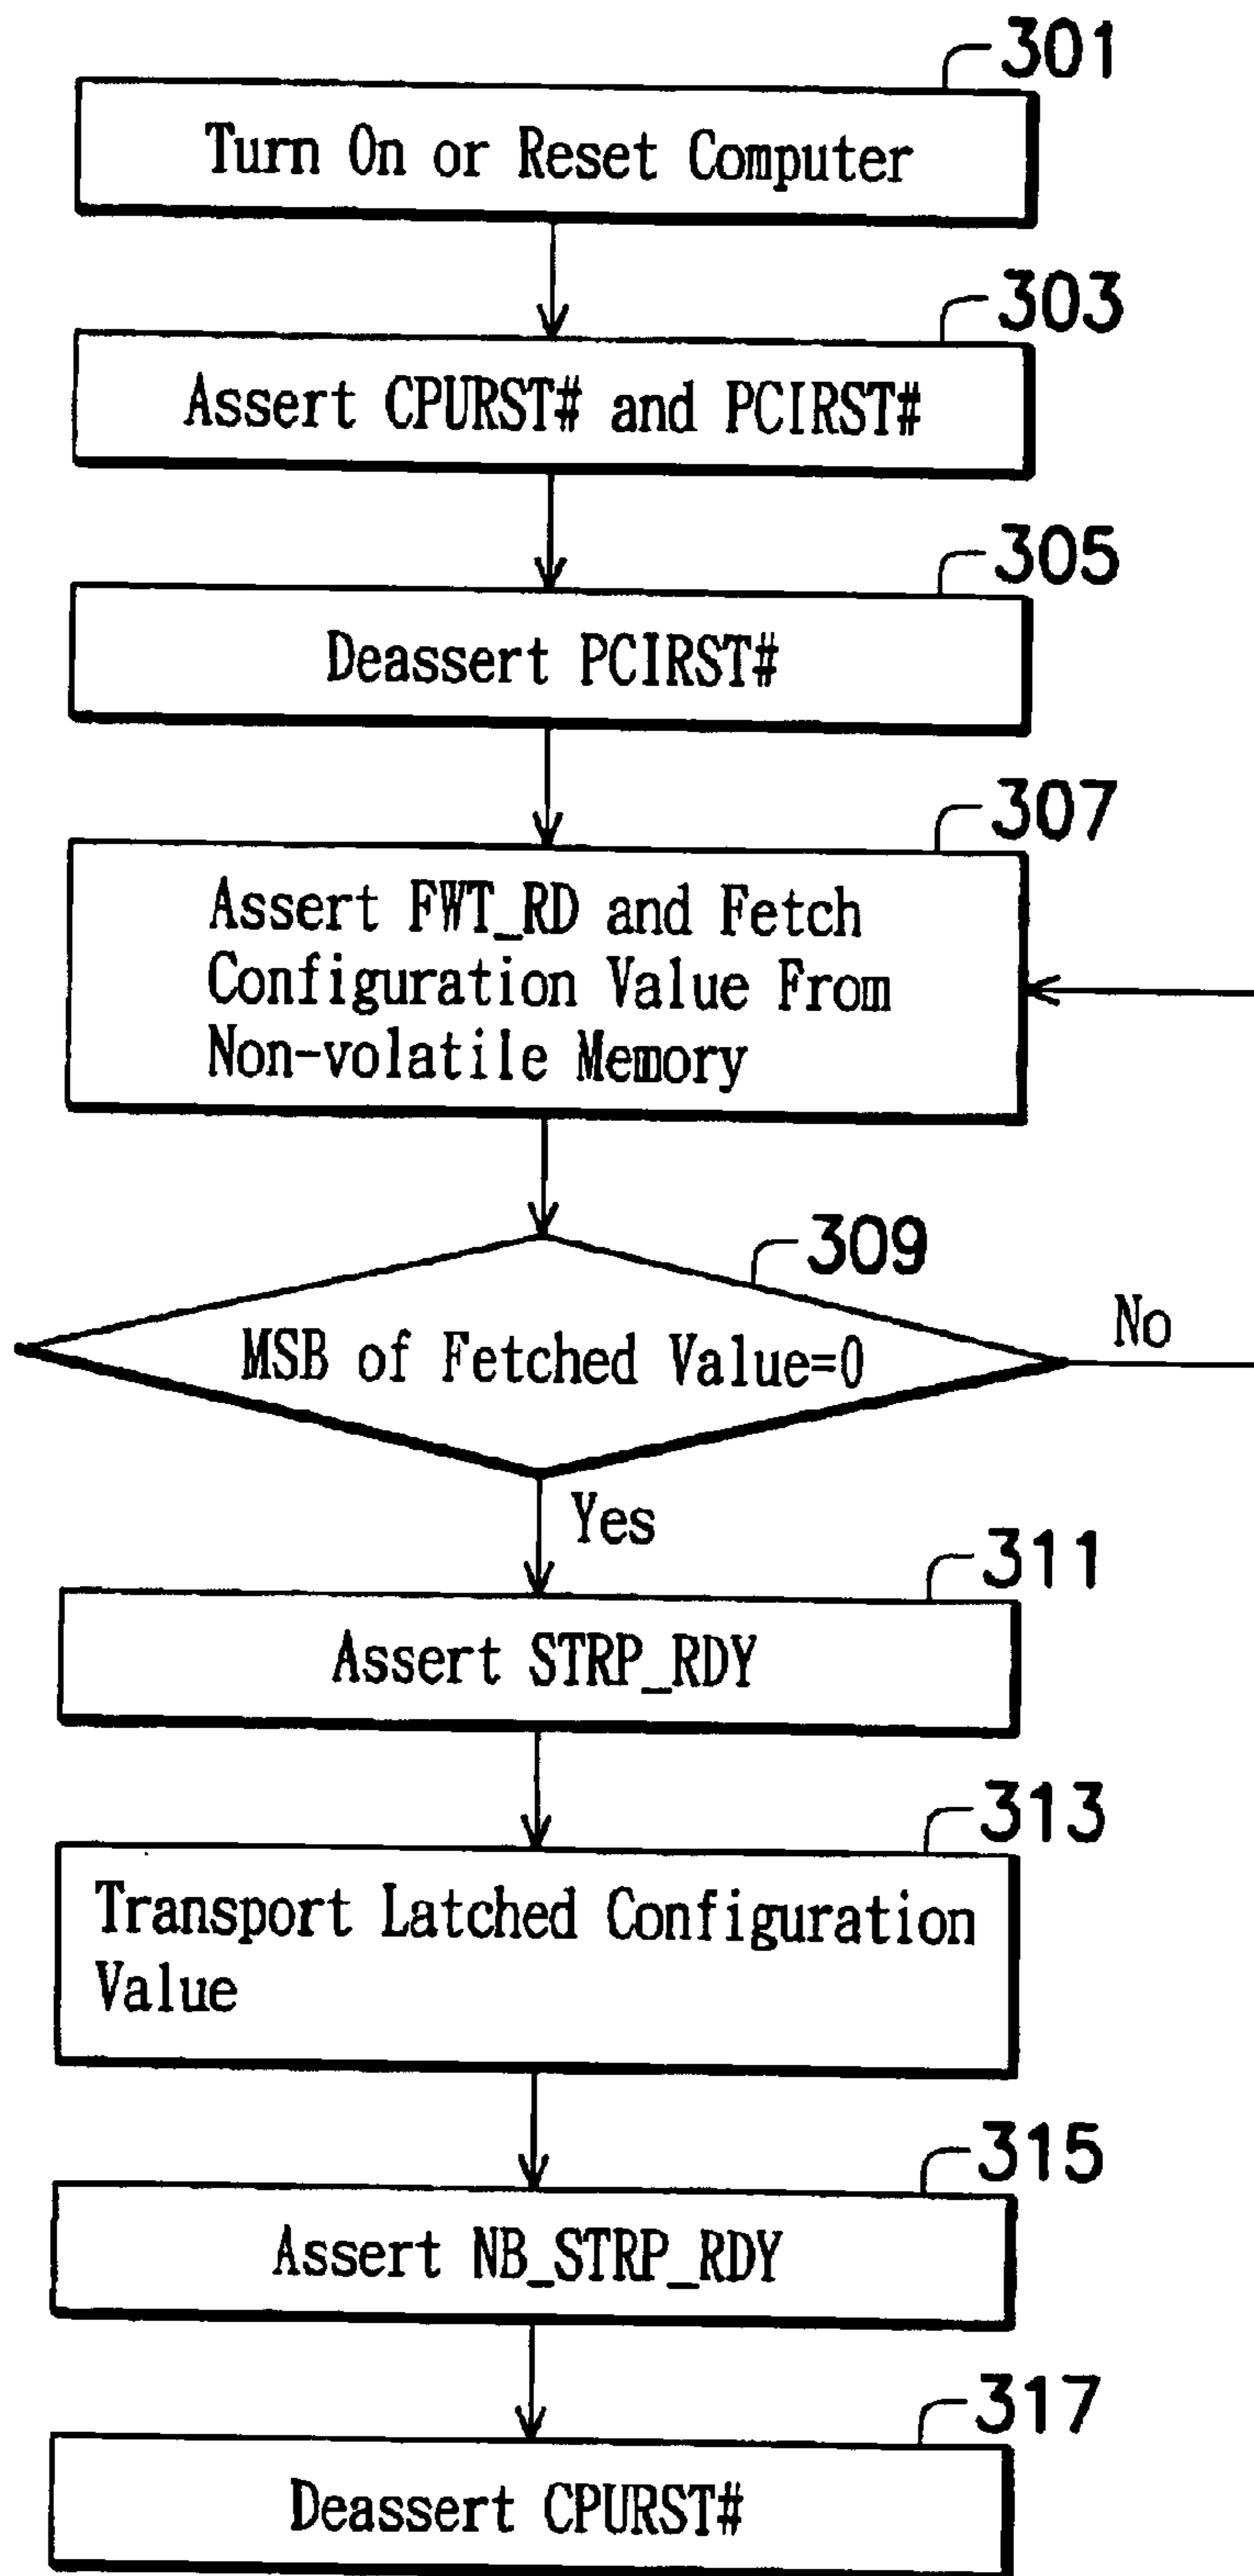 301
Turn On or Reset Computer
303
Assert CPURST# and PCIRST#
305
Deassert PCIRST#
307
Assert FWT_RD and Fetch
Configuration Value From
Non-volatile Memory
309
MSB of Fetched Value=0
No
Yes
311
Assert STRP_RDY
313
Transport Latched Configuration
Value
315
Assert NB_STRP_RDY
317
Deassert CPURST#